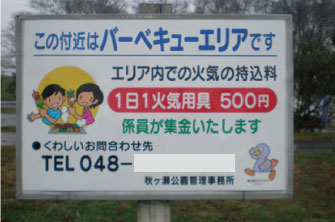 この付近はバーベキューエリアです
エリア内での火気の持込料
1日1火気用具 500円
係員が集金いたします
●くわしいお問合わせ先
TEL 048-
秋ヶ瀬公園管理事務所